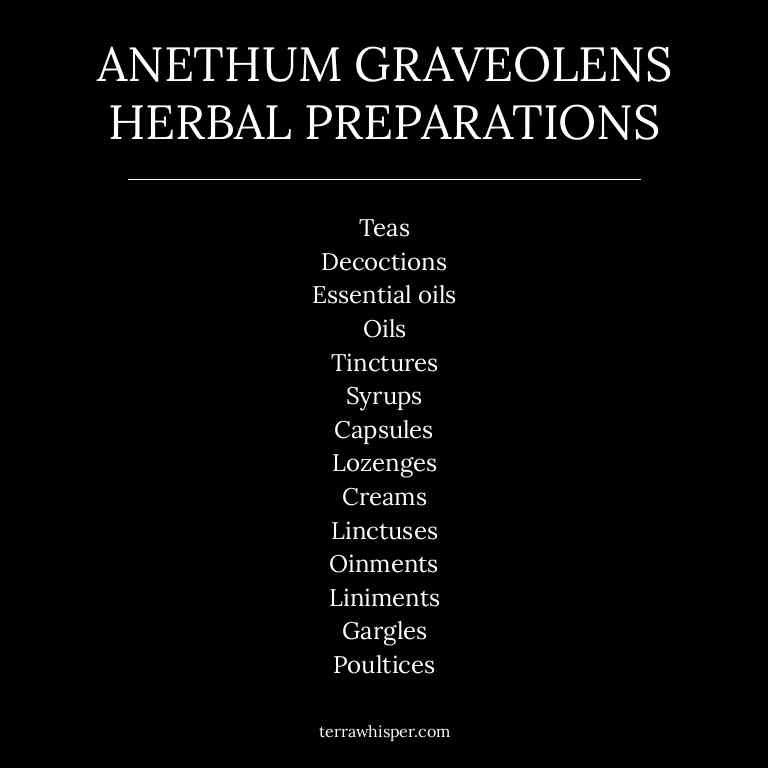 ANETHUM GRAVEOLENS
HERBAL PREPARATIONS
Teas
Decoctions
Essential oils
Oils
Tinctures
Syrups
Capsules
Lozenges
Creams
Linctuses
Oinments
Liniments
Gargles
Poultices
terrawhisper.com